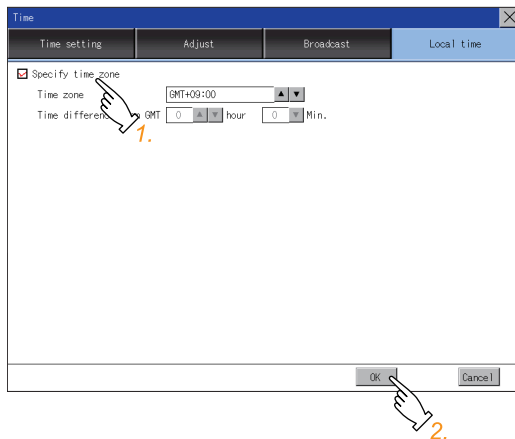 Time
Time setting Adjust Broadcast Local time
Specify time zone
Time zone GMT+09:00
Time differen GMT 0 hour 0 Min.
1.
OK Cancel
2.